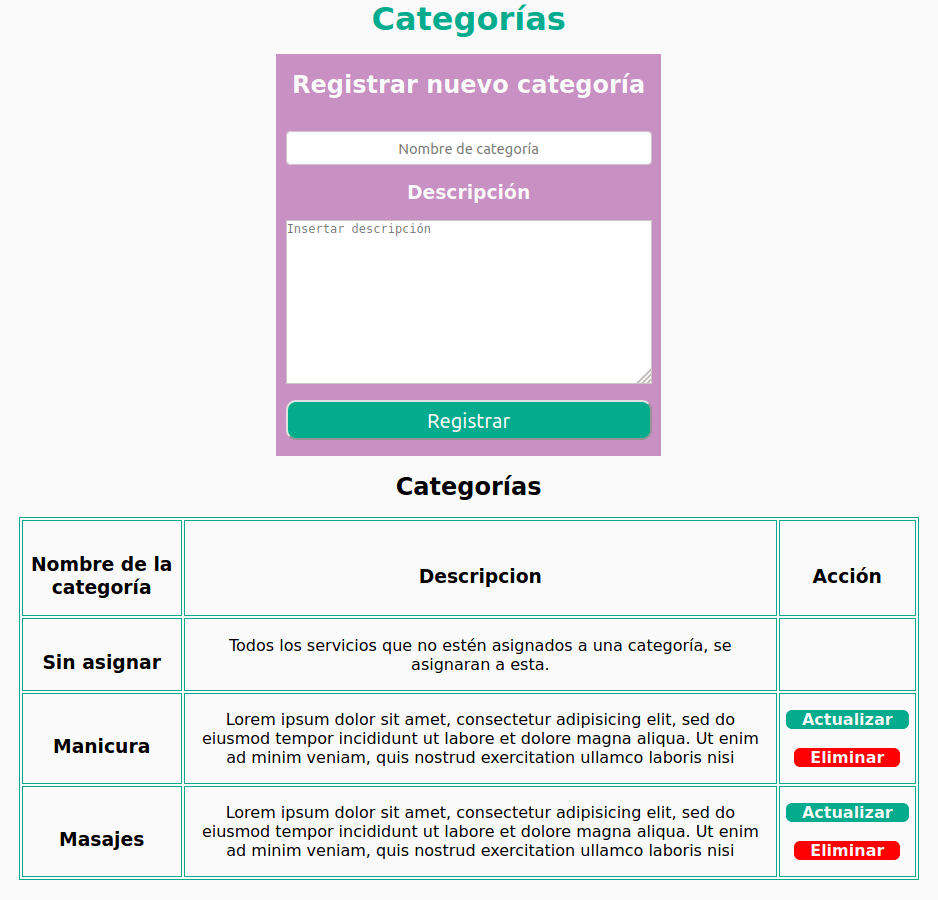 Categorías
Registrar nuevo categoría
Nombre de categoría
Descripción
Insertar descripción
Registrar
Categorías
Nombre de la
categoría
Descripcion
Acción
Sin asignar
Todos los servicios que no estén asignados a una categoría, se
asignaran a esta.
Manicura
Lorem ipsum dolor sit amet, consectetur adipisicing elit, sed do
eiusmod tempor incididunt ut labore et dolore magna aliqua. Ut enim
ad minim veniam, quis nostrud exercitation ullamco laboris nisi
Actualizar
Eliminar
Masajes
Lorem ipsum dolor sit amet, consectetur adipisicing elit, sed do
eiusmod tempor incididunt ut labore et dolore magna aliqua. Ut enim
ad minim veniam, quis nostrud exercitation ullamco laboris nisi
Actualizar
Eliminar